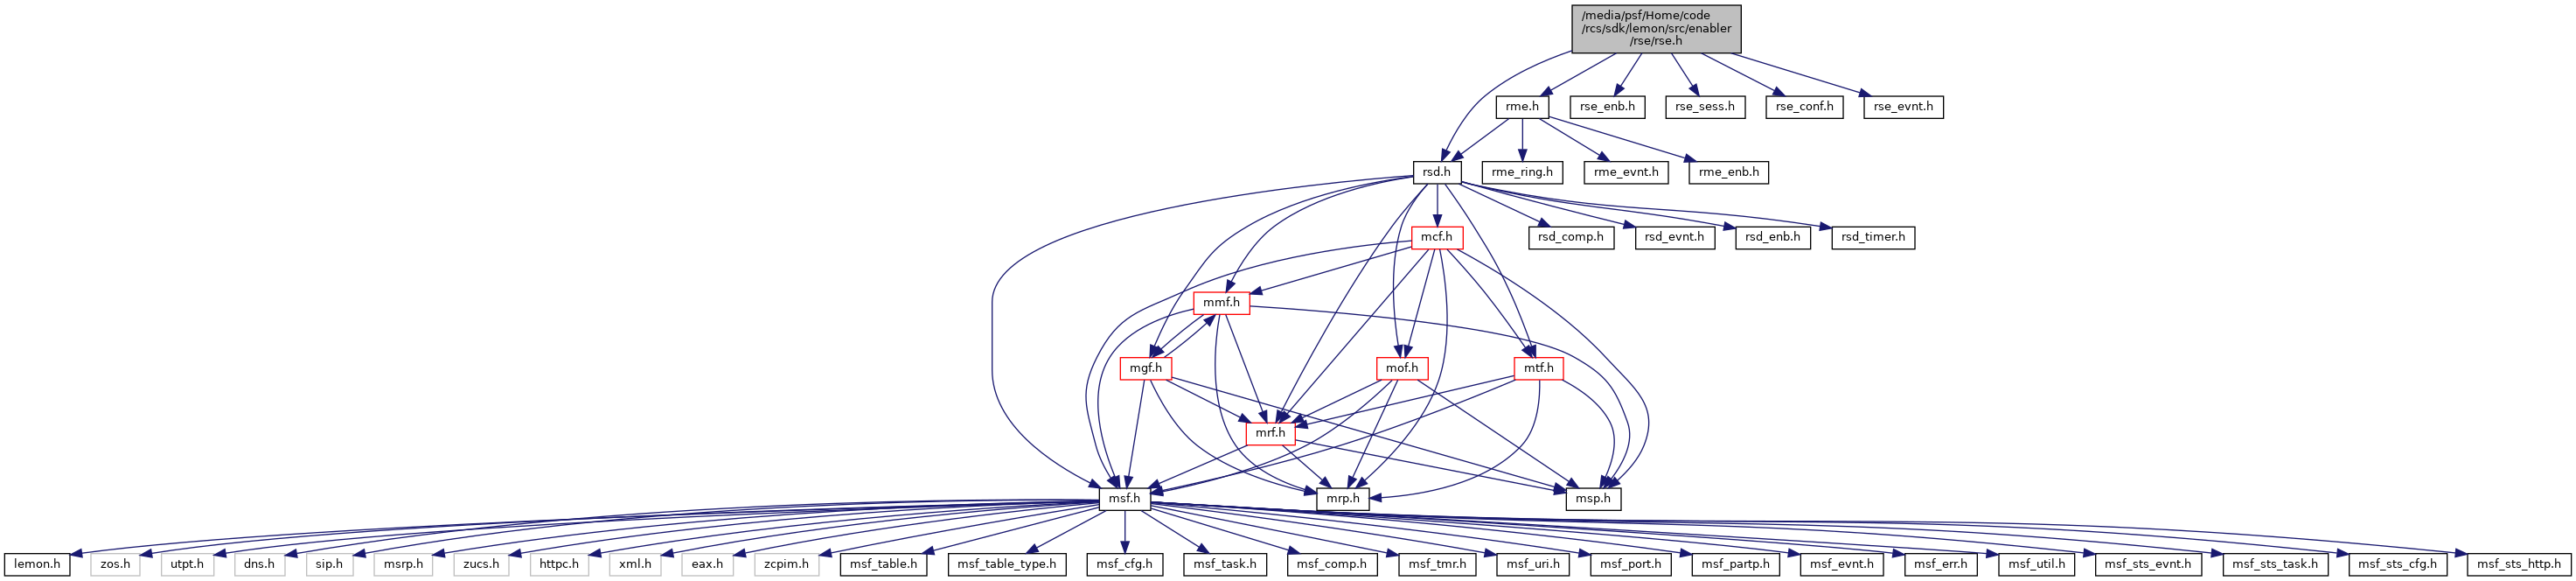 /media/psf/Home/code
/rcs/sdk/lemon/src/enabler
/rse/rse.h
rme.h
rse_enb.h
rse_sess.h
rse_conf.h
rse_evnt.h
rsd.h
rme_ring.h
rme_evnt.h
rme_enb.h
mcf.h
rsd_comp.h
rsd_evnt.h
rsd_enb.h
rsd_timer.h
mmf.h
mgf.h
mof.h
mtf.h
mrf.h
msf.h
mrp.h
msp.h
lemon.h
zos.h
utpt.h
dns.h
sip.h
msrp.h
zucs.h
httpc.h
xml.h
eax.h
zcpim.h
msf_table.h
msf_table_type.h
msf_cfg.h
msf_task.h
msf_comp.h
msf_tmr.h
msf_uri.h
msf_port.h
msf_partp.h
msf_evnt.h
msf_err.h
msf_util.h
msf_sts_evnt.h
msf_sts_task.h
msf_sts_cfg.h
msf_sts_http.h